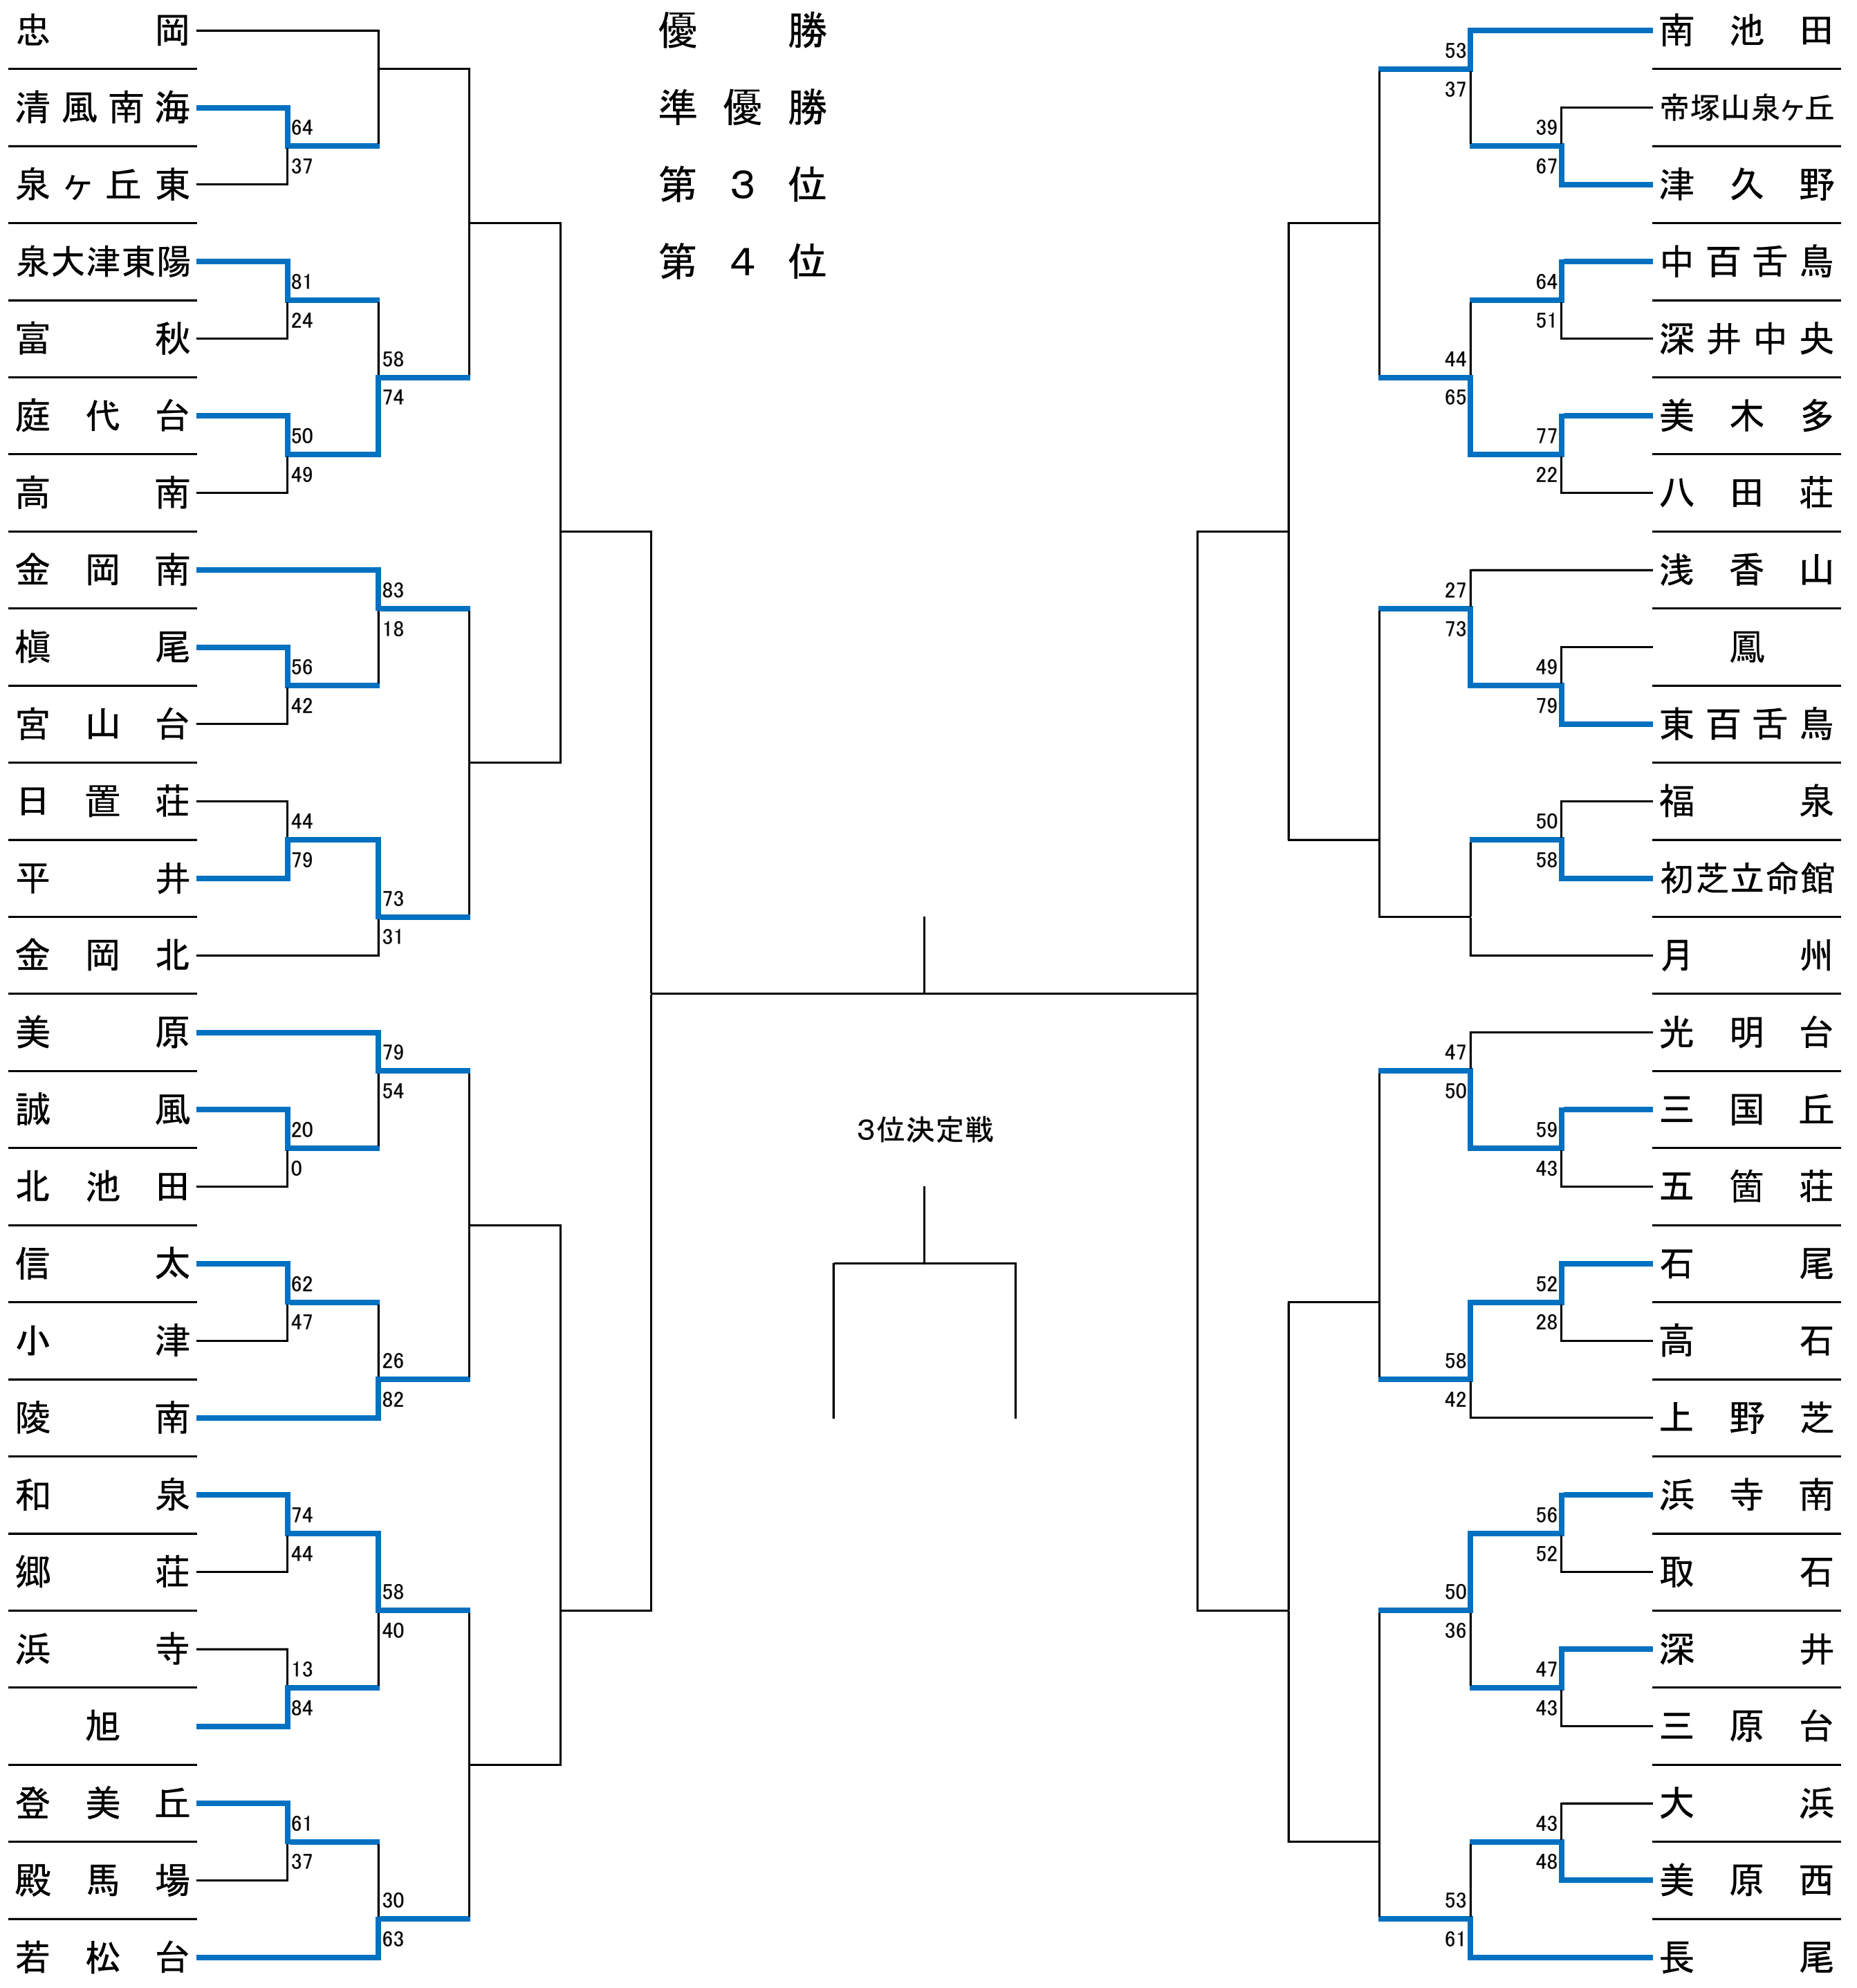 忠岡
清風南海
64
37
泉ヶ丘東
泉大津東陽
81
24
富秋
58
74
庭代台
50
49
高南
金岡南
83
18
槇尾
56
42
宮山台
日置荘
44
79
平井
73
31
金岡北
美原
79
54
誠風
20
0
北池田
信太
62
47
小津
26
82
陵南
和泉
74
44
郷荘
58
40
浜寺
13
84
旭
登美丘
61
37
殿馬場
30
63
若松台
優勝
準優勝
第3位
第4位
3位決定戦
南池田
53
37
帝塚山泉ヶ丘
39
67
津久野
中百舌鳥
64
51
深井中央
44
65
美木多
77
22
八田荘
浅香山
27
73
鳳
49
79
東百舌鳥
福泉
50
58
初芝立命館
月州
光明台
47
50
三国丘
59
43
五箇荘
石尾
52
28
高石
58
42
上野芝
浜寺南
56
52
取石
50
36
深井
47
43
三原台
大浜
43
48
美原西
53
61
長尾